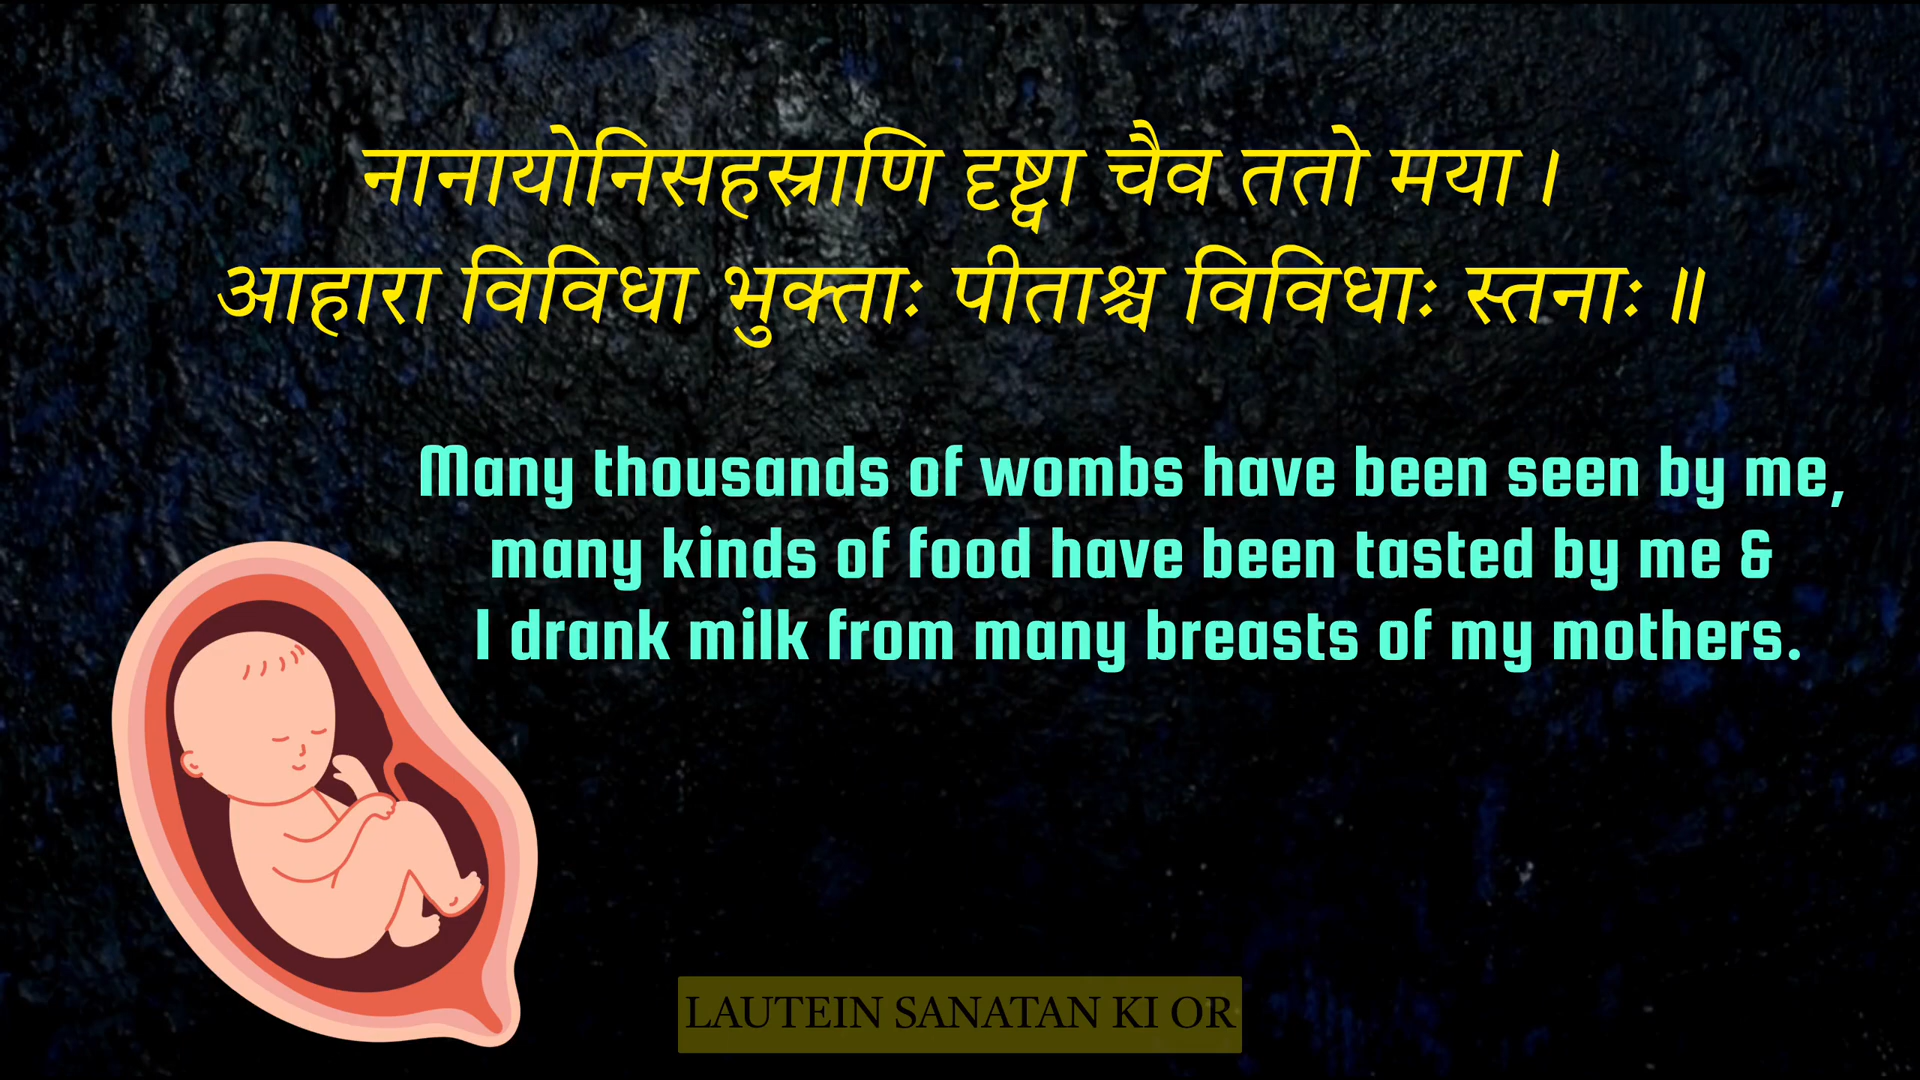 नानायोनिसहस्राणि दृष्ट्वा चैव ततो मया ।
आहारा विविधा भुक्ताः पीताश्च विविधाः स्तनाः ॥
Many thousands of wombs have been seen by me,
many kinds of food have been tasted by me &
I drank milk from many breasts of my mothers.
LAUTEIN SANATAN KI OR